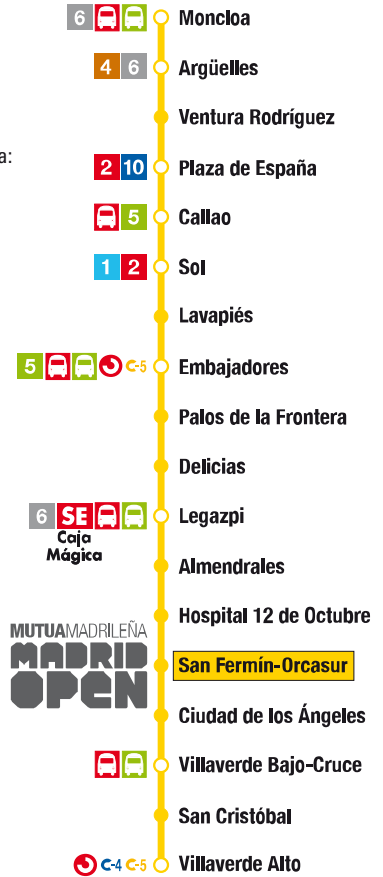 6 Moncloa
4 6 Argüelles
Ventura Rodríguez
a:
2 10 Plaza de España
5 Callao
1 2 Sol
Lavapiés
5 C-5 Embajadores
Palos de la Frontera
Delicias
6 SE Legazpi
Caja
Mágica
Almendrales
Hospital 12 de Octubre
MUTUAMADRILEÑA
MADRID
OPEN
San Fermín-Orcasur
Ciudad de los Ángeles
Villaverde Bajo-Cruce
San Cristóbal
C-4 C-5 Villaverde Alto